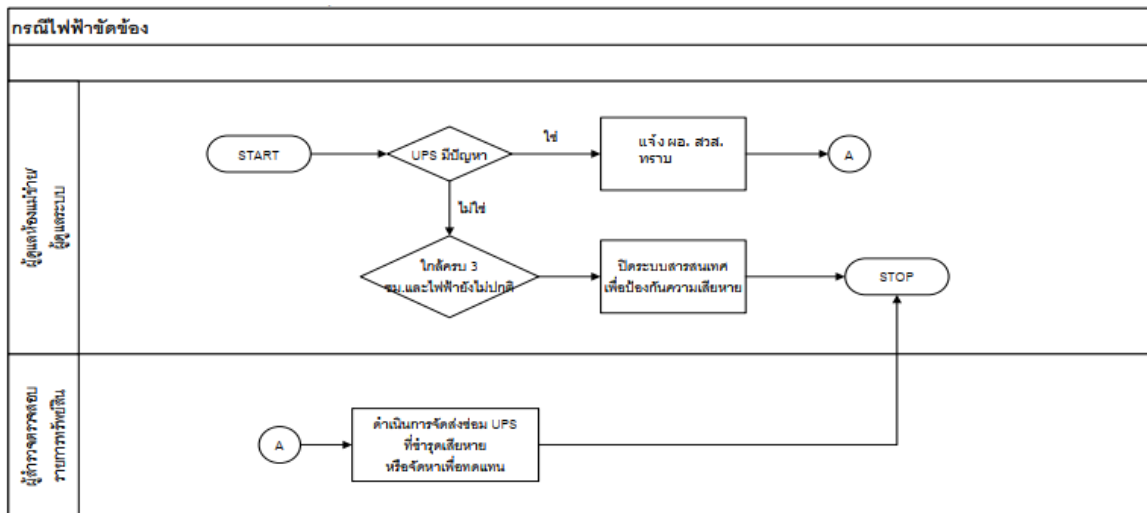 กรณีไฟฟ้าขัดข้อง
ผู้ดูแลห้องแม่ข่าย/
ผู้ดูแลระบบ
START
UPS มีปัญหา
ใช่
แจ้ง ผอ. สวส.
ทราบ
A
ไม่ใช่
ใกล้ครบ 3
ชม.และไฟฟ้ายังไม่ปกติ
ปิดระบบสารสนเทศ
เพื่อป้องกันความเสียหาย
STOP
ผู้สำรวจตรวจสอบ
รายการทรัพย์สิน
A
ดำเนินการจัดส่งซ่อม UPS
ที่ชำรุดเสียหาย
หรือจัดหาเพื่อทดแทน